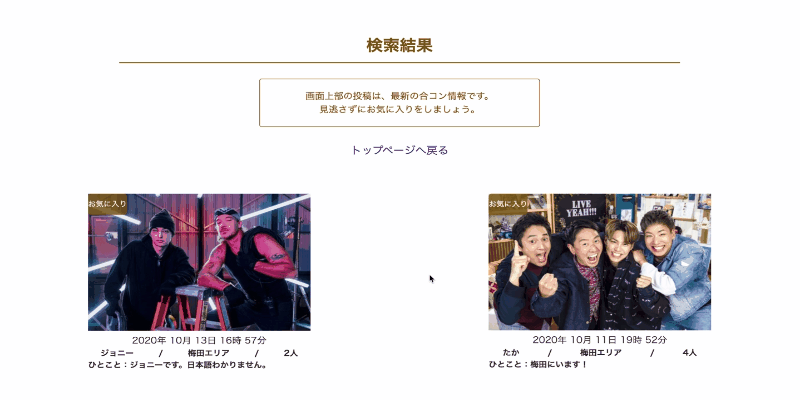 検索結果
画面上部の投稿は、最新の合コン情報です。
見逃さずにお気に入りをしましょう。
トップページへ戻る
お気に入り
2020年 10月 13日 16時 57分
ジョニー / 梅田エリア / 2人
ひとこと：ジョニーです。日本語わかりません。
お気に入り
LIVE
YEAH!!!
2020年 10月 11日 19時 52分
たか / 梅田エリア / 4人
ひとこと：梅田にいます！